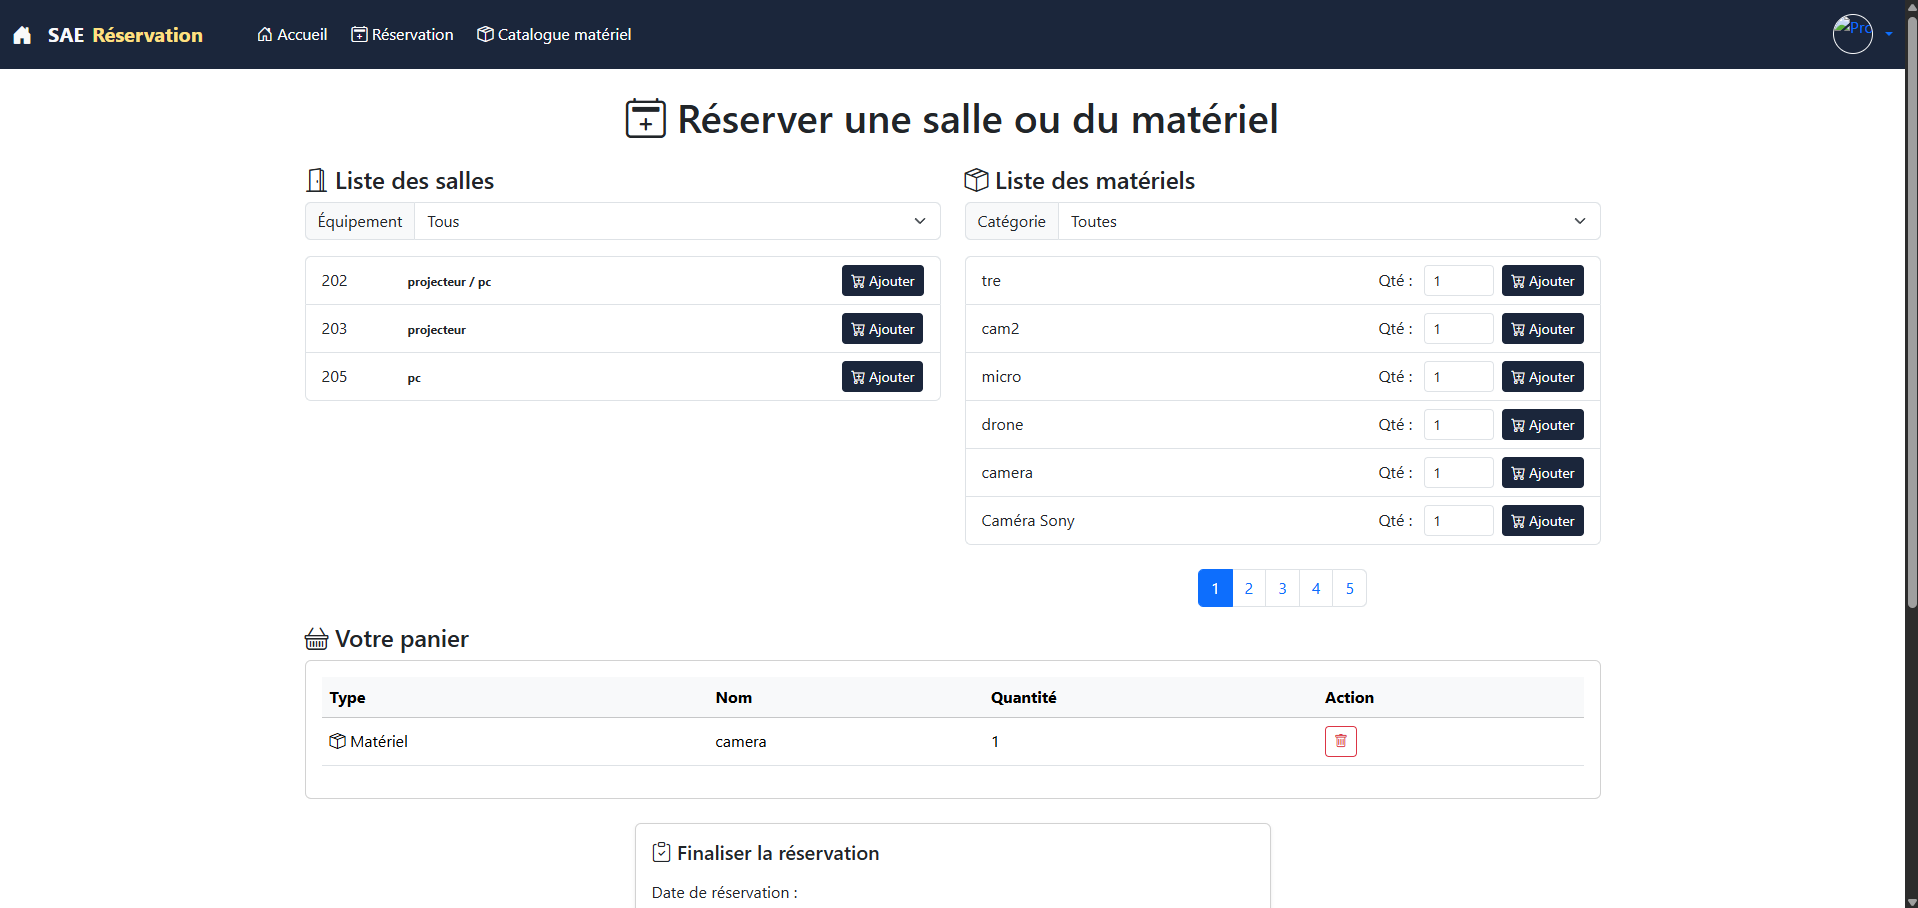 SAE Réservation
Accueil
Réservation
Catalogue matériel
Pro
Réserver une salle ou du matériel
Liste des salles
Équipement Tous
202 projecteur / pc Ajouter
203 projecteur Ajouter
205 pc Ajouter
Liste des matériels
Catégorie Toutes
tre Qté : 1 Ajouter
cam2 Qté : 1 Ajouter
micro Qté : 1 Ajouter
drone Qté : 1 Ajouter
camera Qté : 1 Ajouter
Caméra Sony Qté : 1 Ajouter
1 2 3 4 5
Votre panier
Type Nom Quantité Action
Matériel camera 1
Finaliser la réservation
Date de réservation :